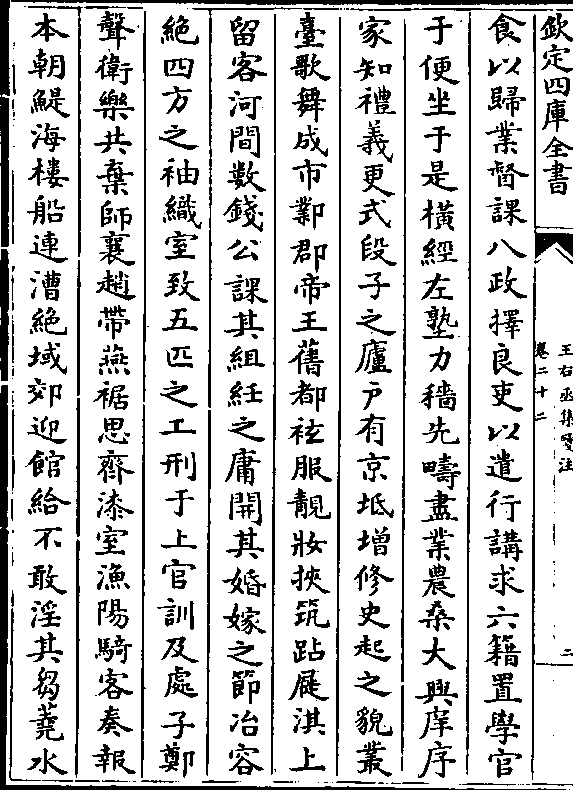 欽定四庫全書
王右丞集箋注
卷二十二
二
食以歸業督課八政擇良吏以遣行講求六籍置學官
于便坐于是橫經左塾力穡先疇盡業農桑大興庠序
家知禮義更式段子之廬戶有京坻增修史起之貌叢
臺歌舞成市鄴郡帝王舊都袨服靚妝挾筑跕屣淇上
留客河間數錢公課其組紝之庸開其婚嫁之節冶容
絶四方之袖織室致五匹之工刑于上官訓及處子鄭
聲衛樂共棄師襄趙帶燕裾思齊漆室漁陽騎客奏報
本朝鯷海樓船連漕絶域郊迎館給不敢淫其芻蕘水